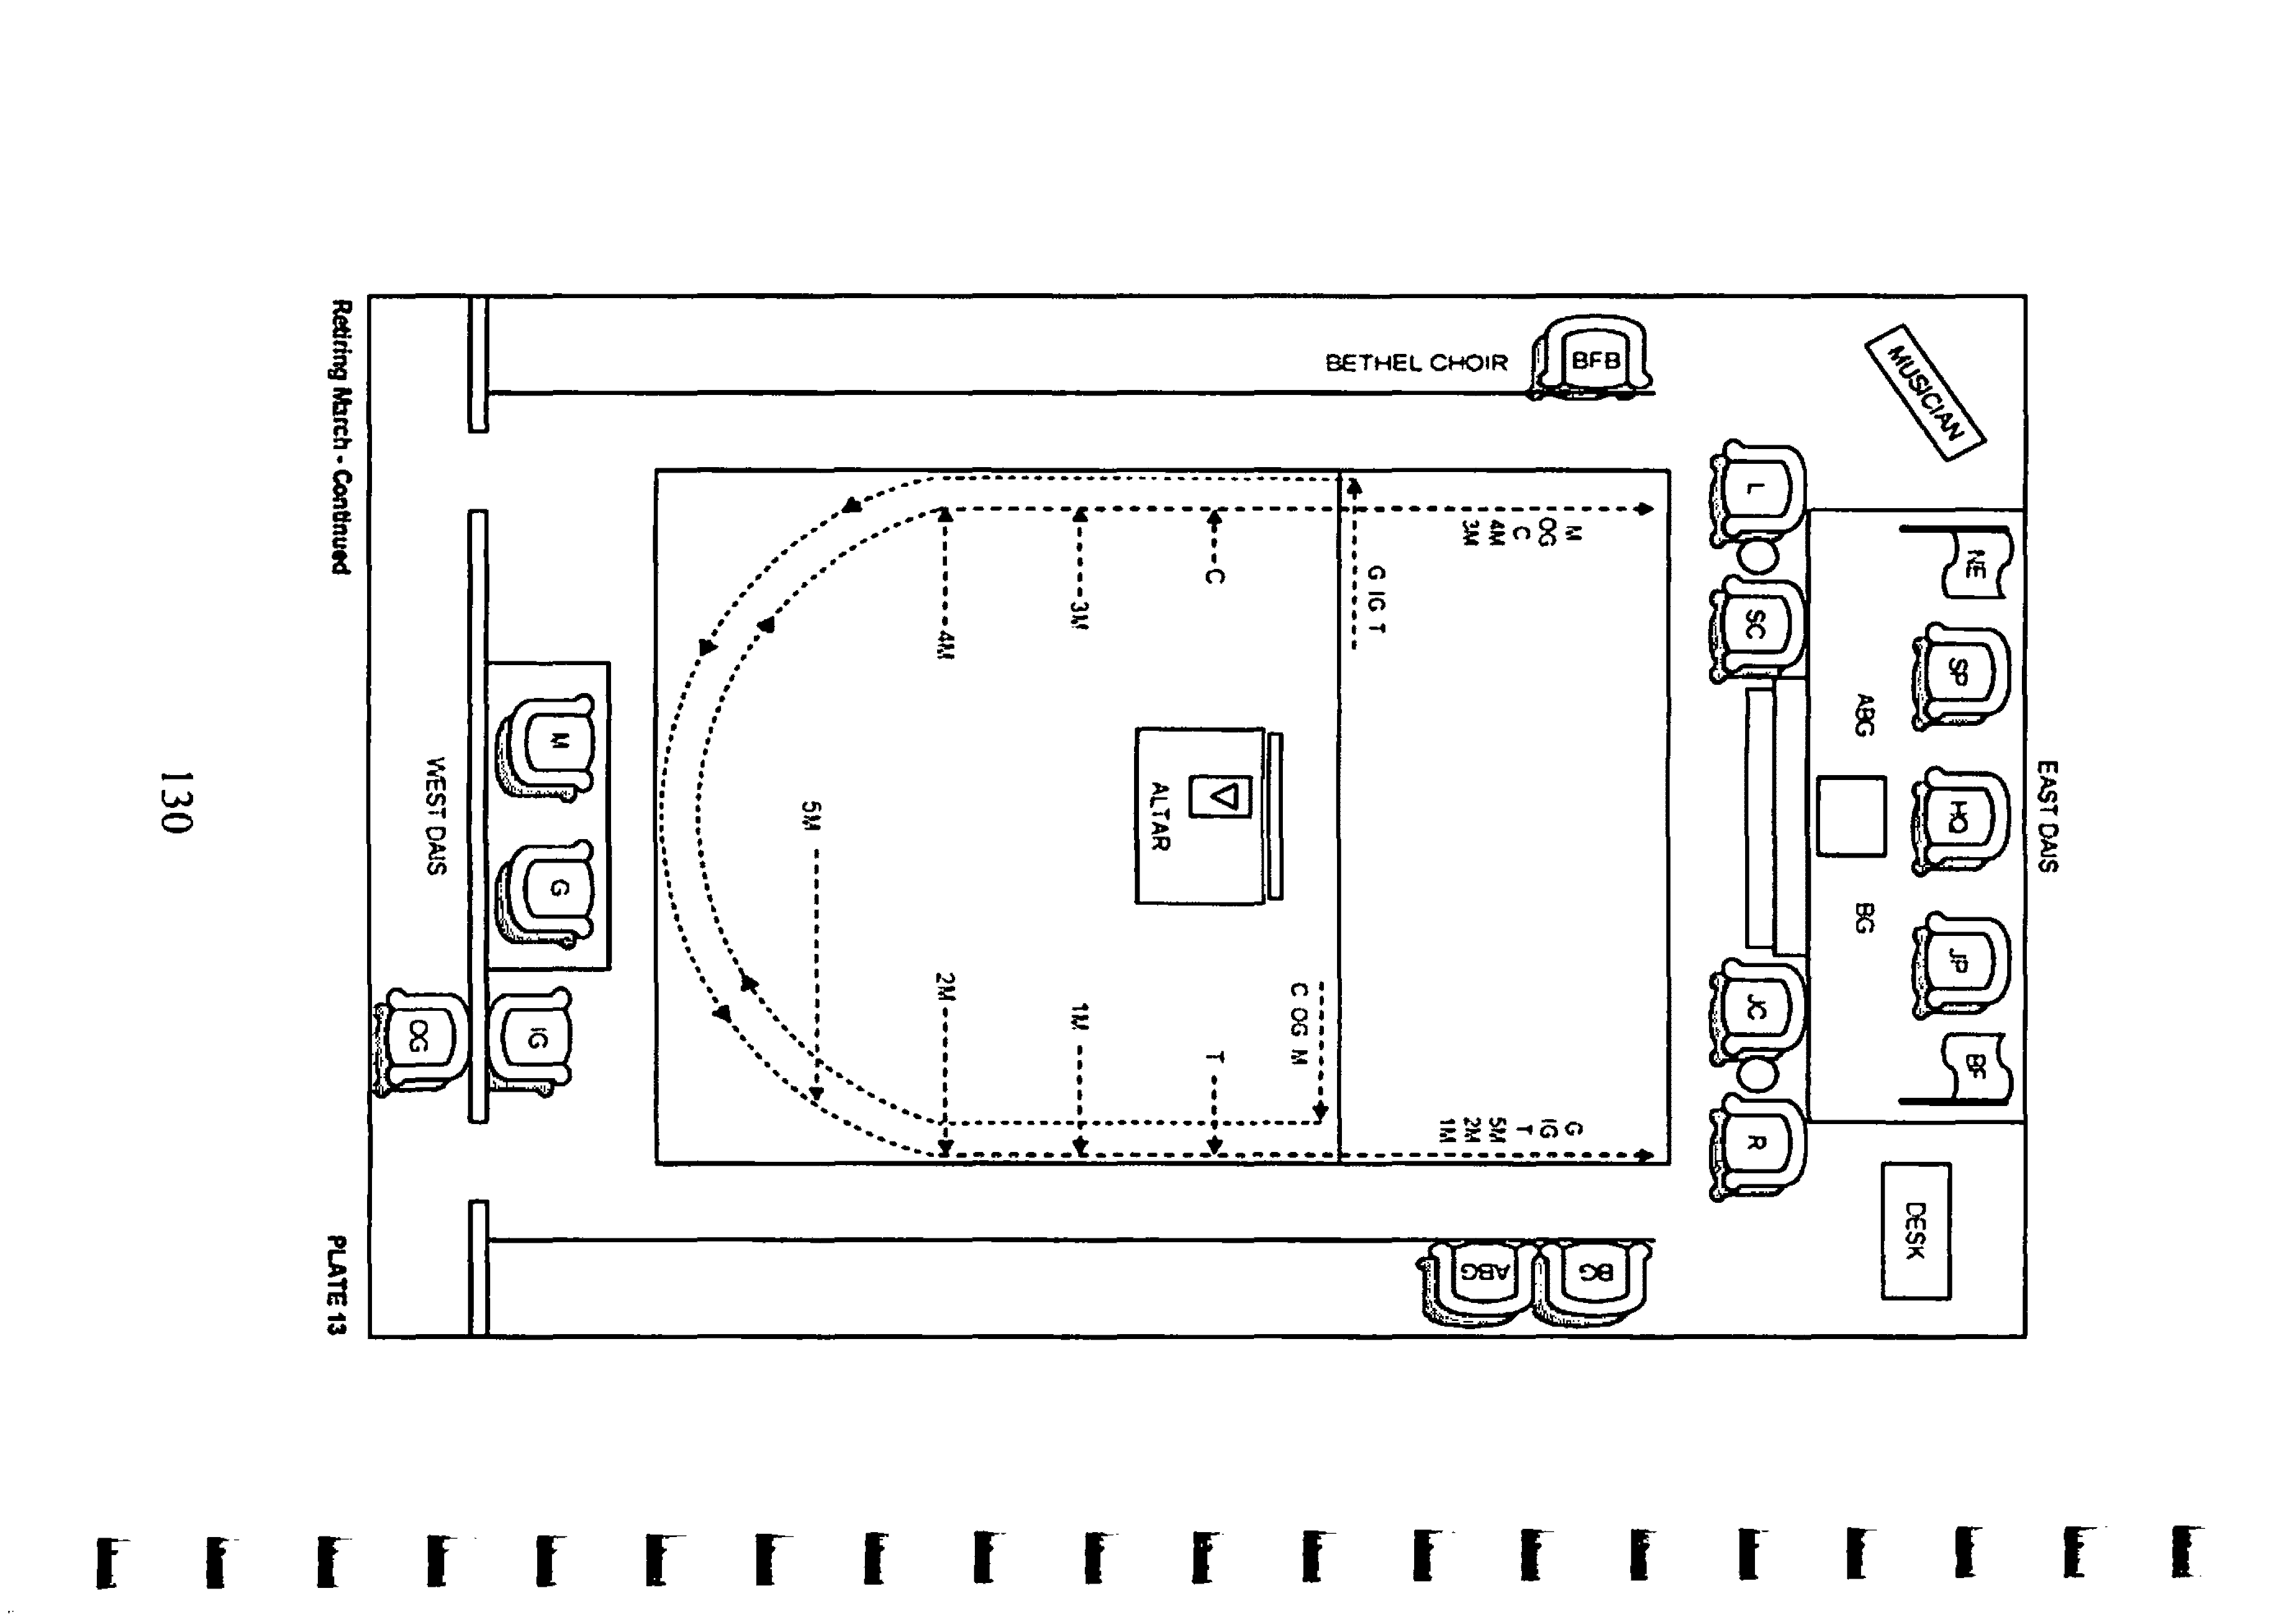 EAST DAIS
MUSICIAN
NE
SP
HQ
JP
BF
DESK
ABG
BG
L
SC
JC
R
BETHEL CHOIR
BFB
BG
ABG
M
OG
C
4M
3M
G
IG
T
5M
2M
1M
G IG T
C OG M
C
T
ALTAR
3M
1M
4M
2M
5M
M
G
IG
OG
WEST DAIS
Retiring March - Continued
PLATE 13
130